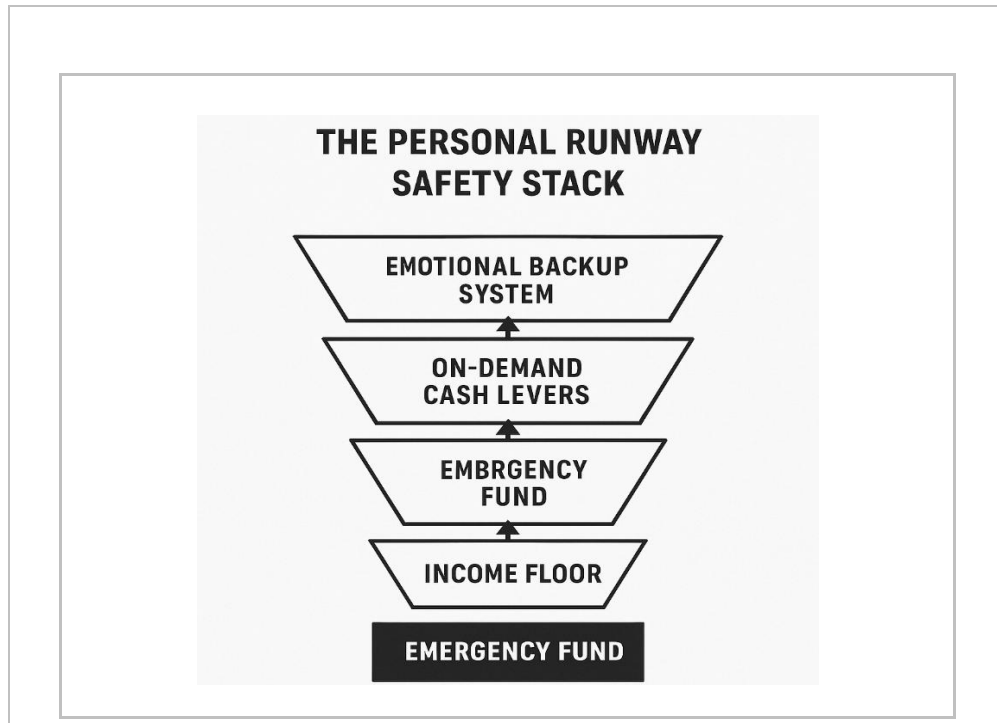 THE PERSONAL RUNWAY
SAFETY STACK
EMOTIONAL BACKUP
SYSTEM
ON-DEMAND
CASH LEVERS
EMBRGENCY
FUND
INCOME FLOOR
EMERGENCY FUND